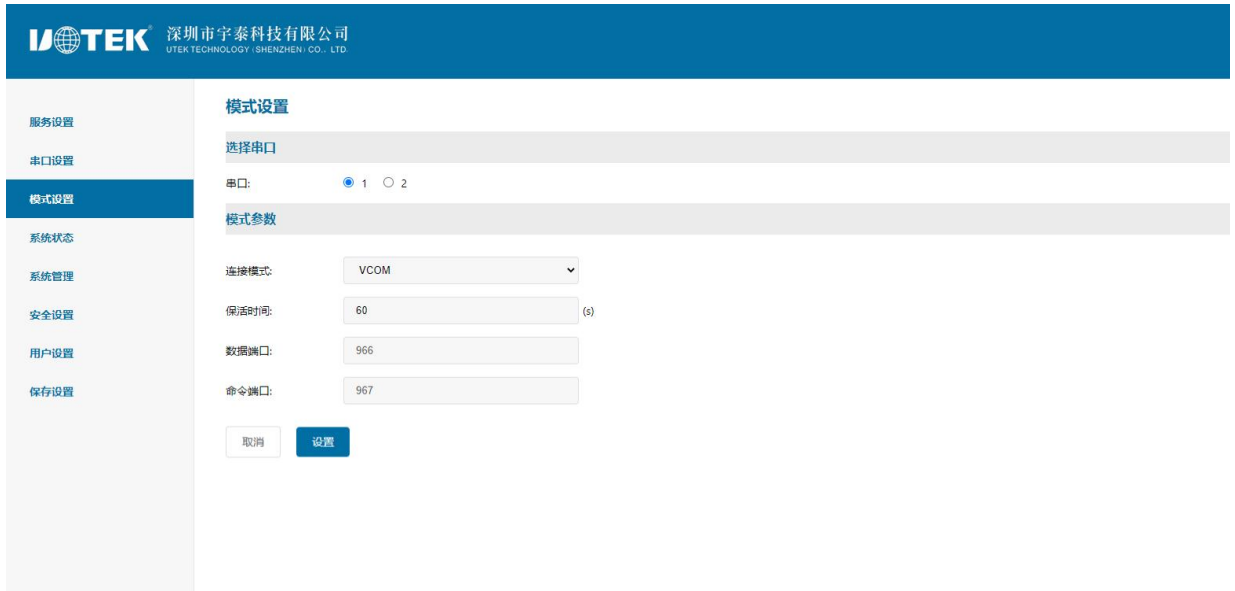 UTEK® 深圳市宇泰科技有限公司
UTEK TECHNOLOGY (SHENZHEN) CO., LTD
服务设置
串口设置
模式设置
系统状态
系统管理
安全设置
用户设置
保存设置
模式设置
选择串口
串口: 1 2
模式参数
连接模式: VCOM
保活时间: 60 (s)
数据端口: 966
命令端口: 967
取消 设置